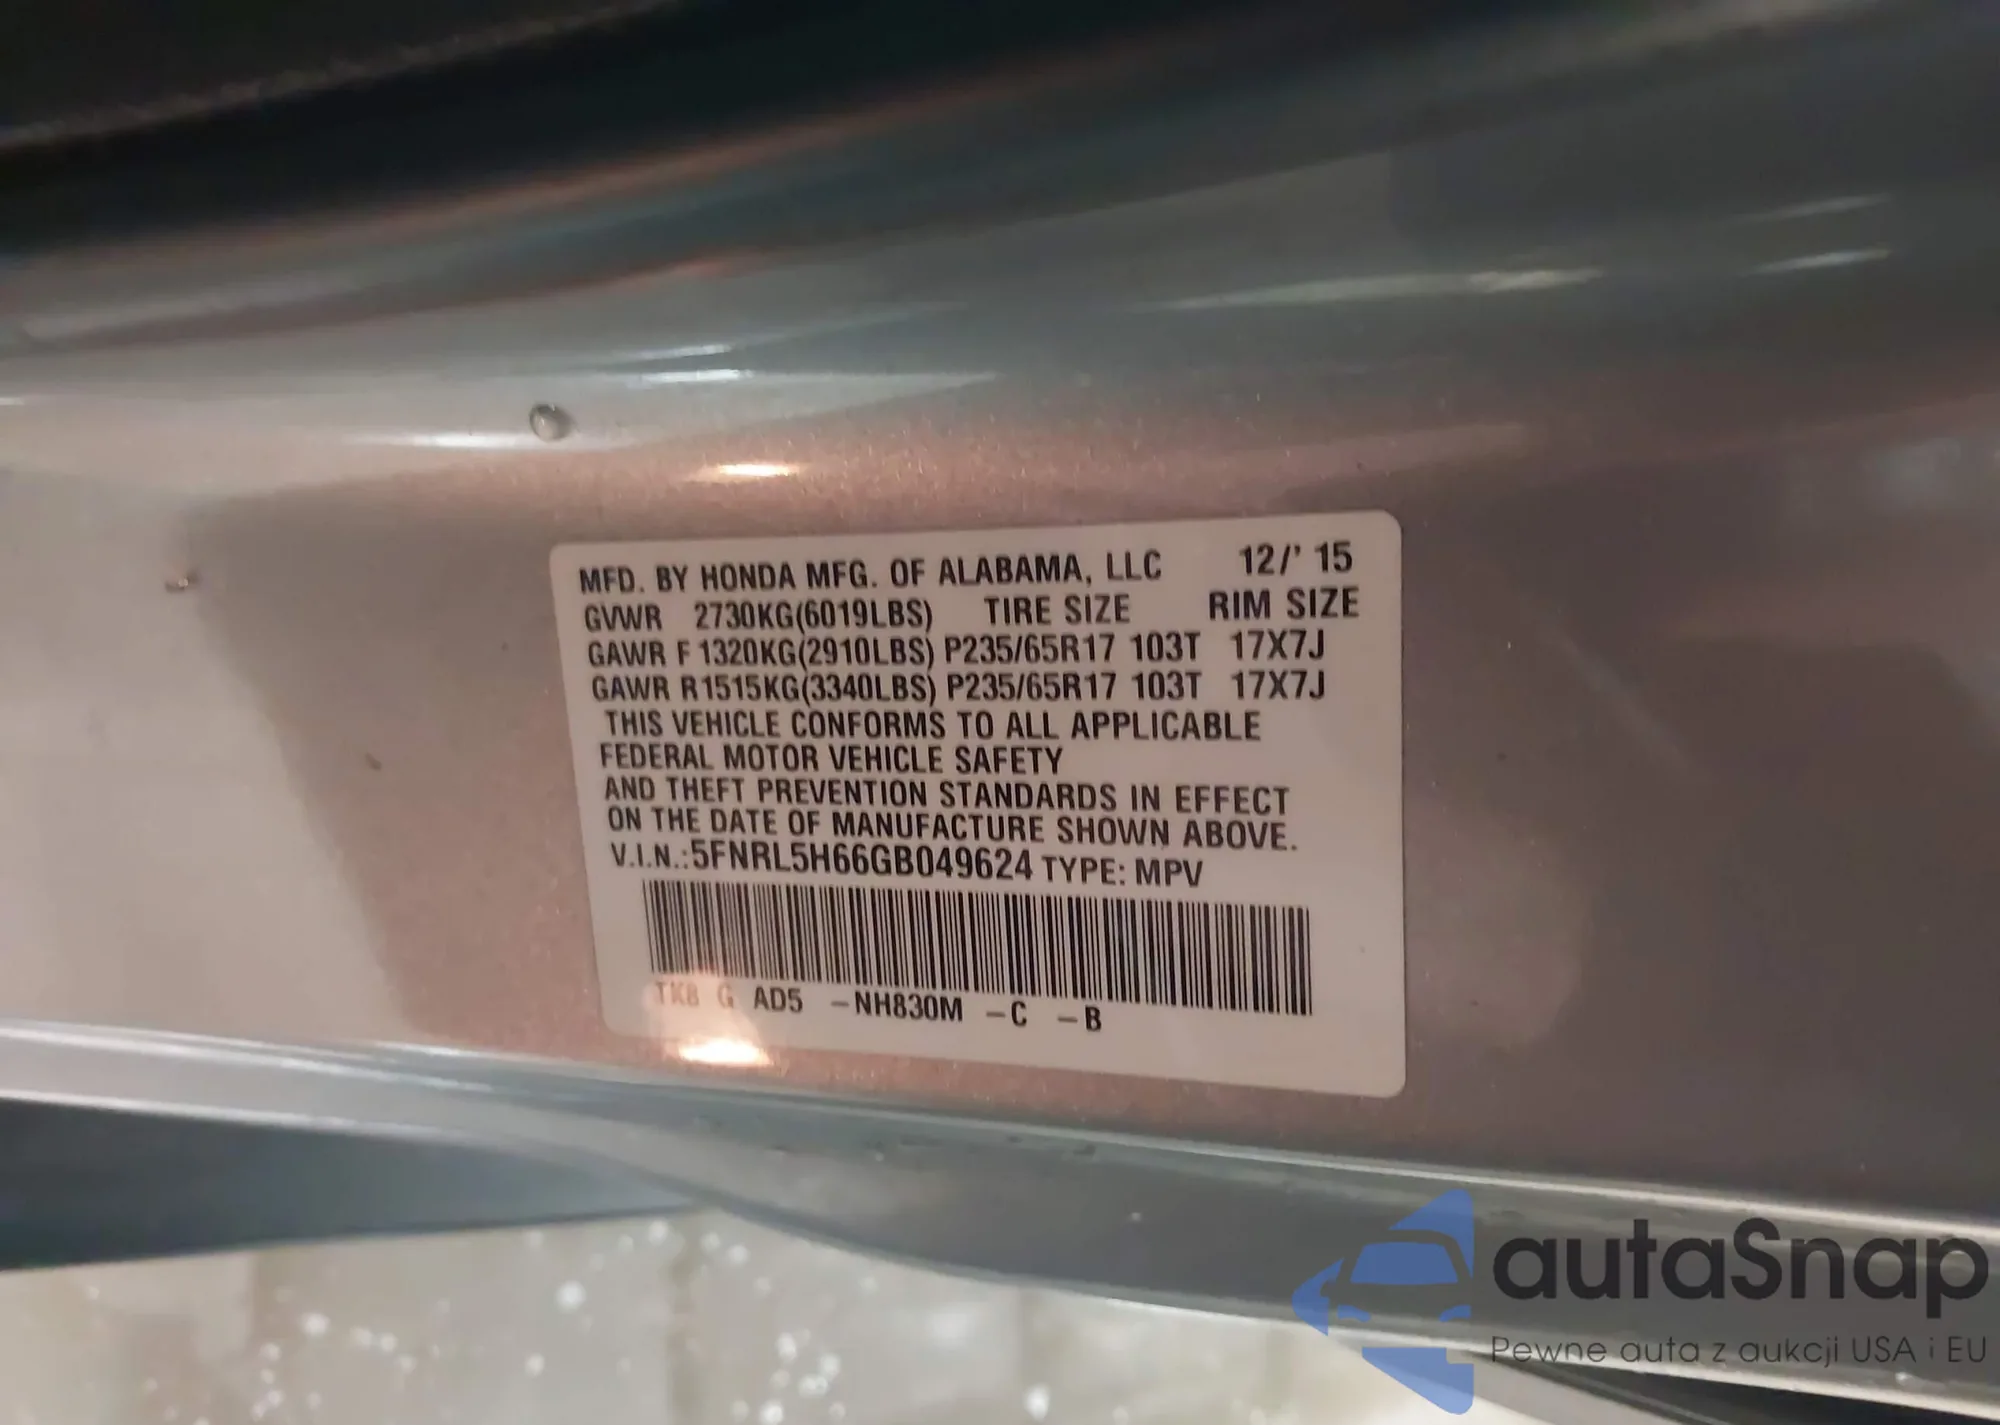 MFD. BY HONDA MFG. OF ALABAMA, LLC 12/' 15
GVWR 2730KG(6019LBS) TIRE SIZE RIM SIZE
GAWR F 1320KG(2910LBS) P235/65R17 103T 17X7J
GAWR R1515KG(3340LBS) P235/65R17 103T 17X7J
THIS VEHICLE CONFORMS TO ALL APPLICABLE
FEDERAL MOTOR VEHICLE SAFETY
AND THEFT PREVENTION STANDARDS IN EFFECT
ON THE DATE OF MANUFACTURE SHOWN ABOVE.
V.I.N.:5FNRL5H66GB049624 TYPE: MPV
TK8 G AD5 -NH830M -C -B
autaSnap
Pewne auta z aukcji USA i EU